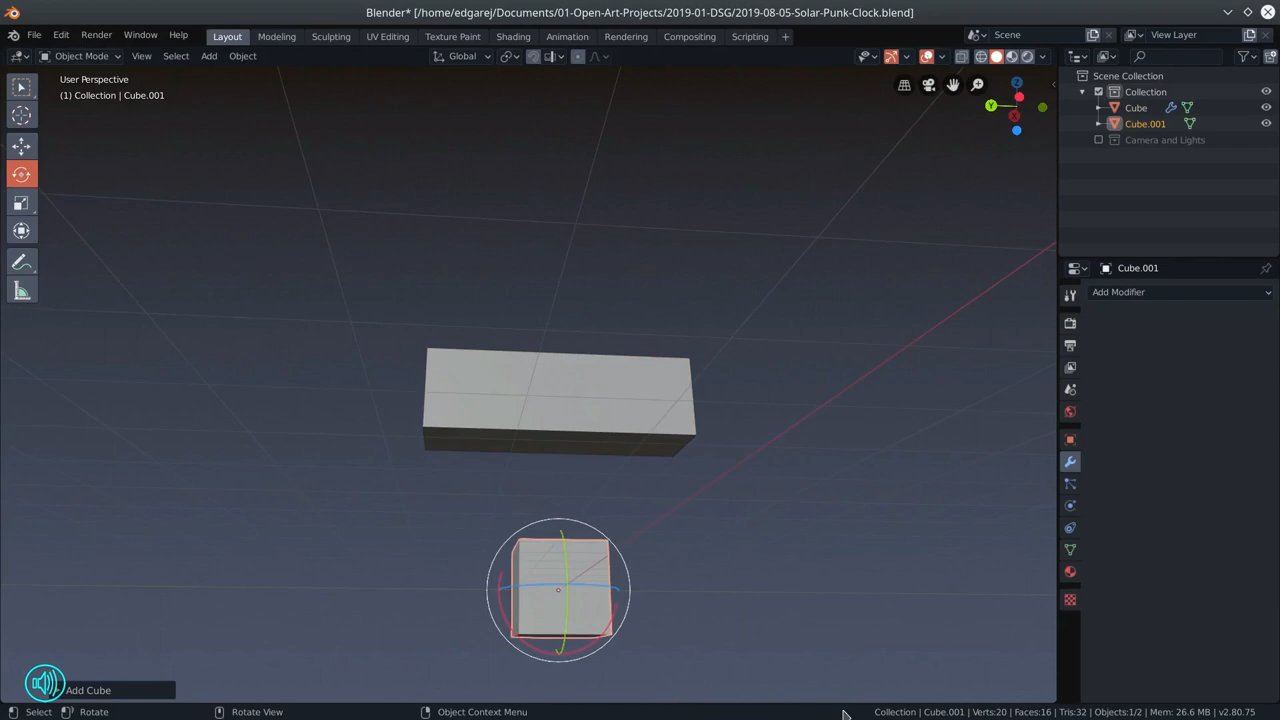 Blender* [/home/edgarej/Documents/01-Open-Art-Projects/2019-01-DSG/2019-08-05-Solar-Punk-Clock.blend]
File Edit Render Window Help Layout Modeling Sculpting UV Editing Texture Paint Shading Animation Rendering Compositing Scripting + Scene View Layer
Object Mode View Select Add Object Global
User Perspective
(1) Collection | Cube.001
Scene Collection
Collection
Cube
Cube.001
Camera and Lights
Cube.001
Add Modifier
Y
Z
X
Add Cube
Select Rotate Rotate View Object Context Menu Collection | Cube.001 | Verts:20 | Faces:16 | Tris:32 | Objects:1/2 | Mem: 26.6 MB | v2.80.75